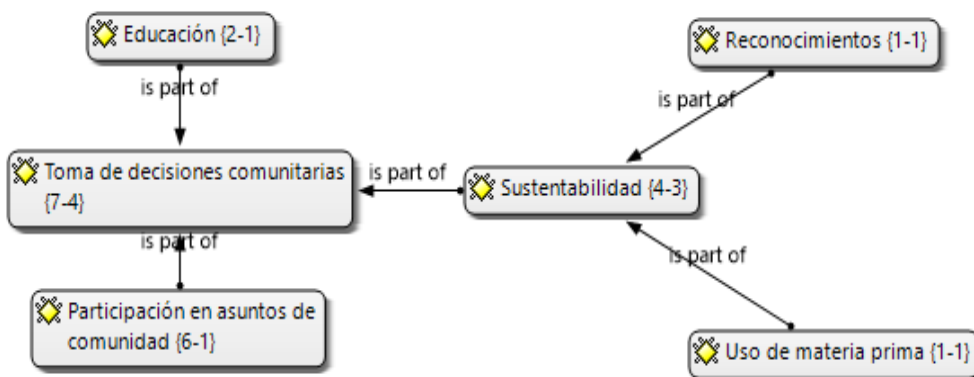 Educación {2-1}
is part of
Reconocimientos {1-1}
is part of
Toma de decisiones comunitarias
{7-4}
is part of
Sustentabilidad {4-3}
is part of
is part of
Participación en asuntos de
comunidad {6-1}
Uso de materia prima {1-1}